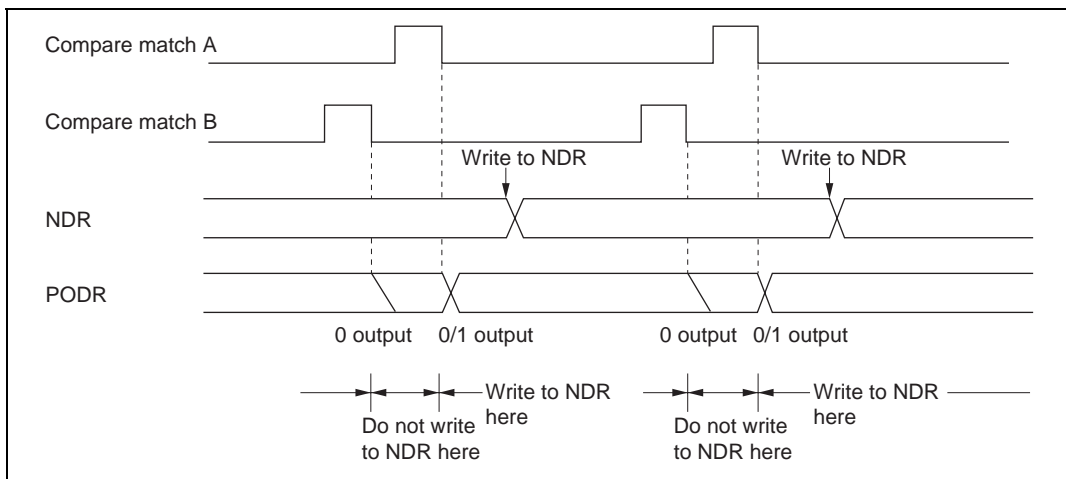 Compare match A
Compare match B
Write to NDR
Write to NDR
NDR
PODR
0 output
0/1 output
0 output
0/1 output
Write to NDR
here
Do not write
to NDR here
Write to NDR
here
Do not write
to NDR here